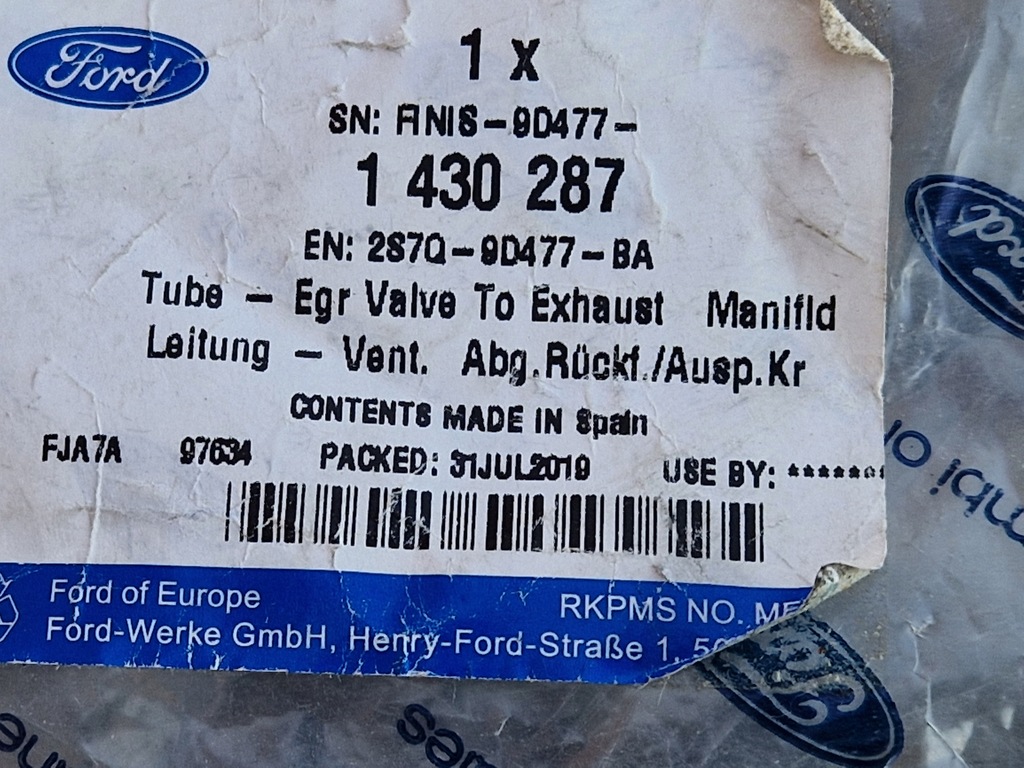 Ford
1 x
SN: FINIS-9D477-
1 430 287
EN: 2S7Q-9D477-BA
Tube - Egr Valve To Exhaust Manifld
Leitung - Vent. Abg.Rückf./Ausp.Kr
CONTENTS MADE IN Spain
FJA7A 97634 PACKED: 31JUL2019 USE BY: *******
Ford of Europe
RKPMS NO.
Ford-Werke GmbH, Henry-Ford-Straße 1,
Ford